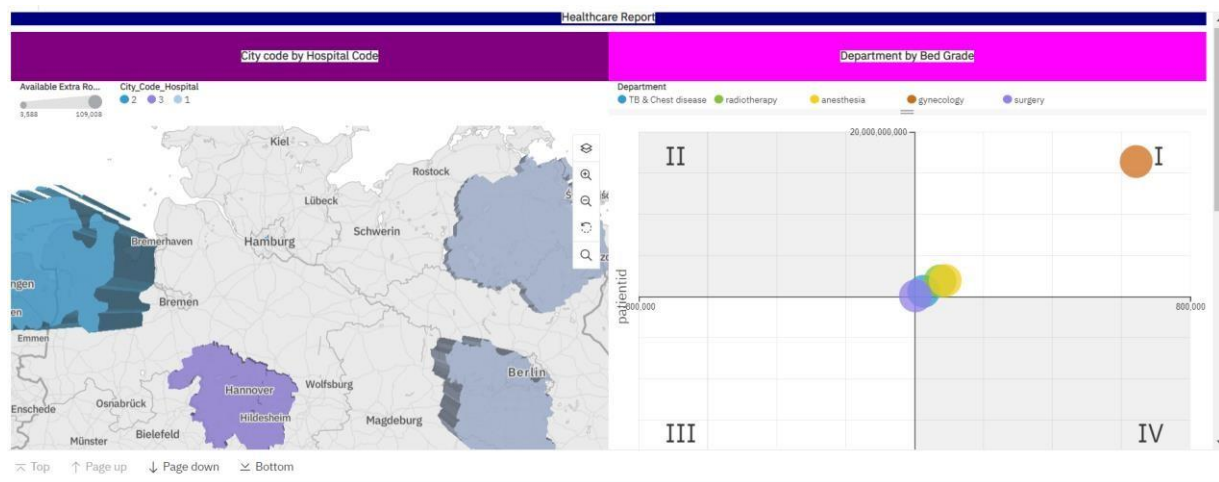 Healthcare Report
City code by Hospital Code
Department by Bed Grade
Available Extra Ro...
City_Code_Hospital
3,588
109,008
2
3
1
Department
TB & Chest disease
radiotherapy
anesthesia
gynecology
surgery
Kiel
Rostock
Lübeck
Schwerin
Hamburg
Bremerhaven
Bremen
Emmen
Hannover
Wolfsburg
Berlin
Osnabrück
Hildesheim
Magdeburg
Enschede
Münster
Bielefeld
20,000,000,000
II
I
patientid
800,000
III
IV
Top
Page up
Page down
Bottom